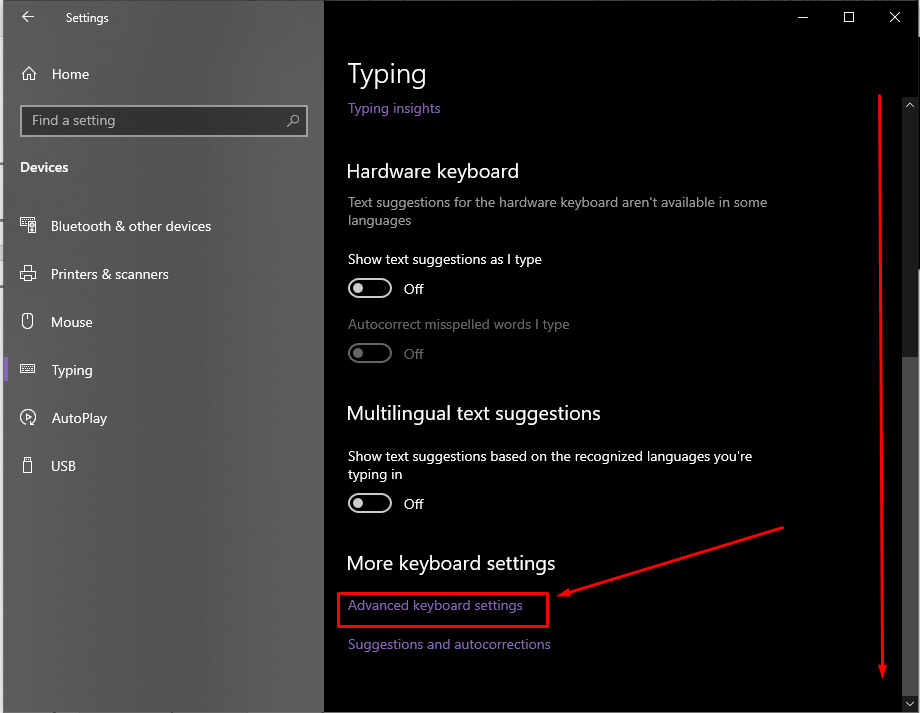 Settings
Home
Find a setting
Devices
Bluetooth & other devices
Printers & scanners
Mouse
Typing
AutoPlay
USB
Typing
Typing insights
Hardware keyboard
Text suggestions for the hardware keyboard aren't available in some
languages
Show text suggestions as I type
Off
Autocorrect misspelled words I type
Off
Multilingual text suggestions
Show text suggestions based on the recognized languages you're
typing in
Off
More keyboard settings
Advanced keyboard settings
Suggestions and autocorrections